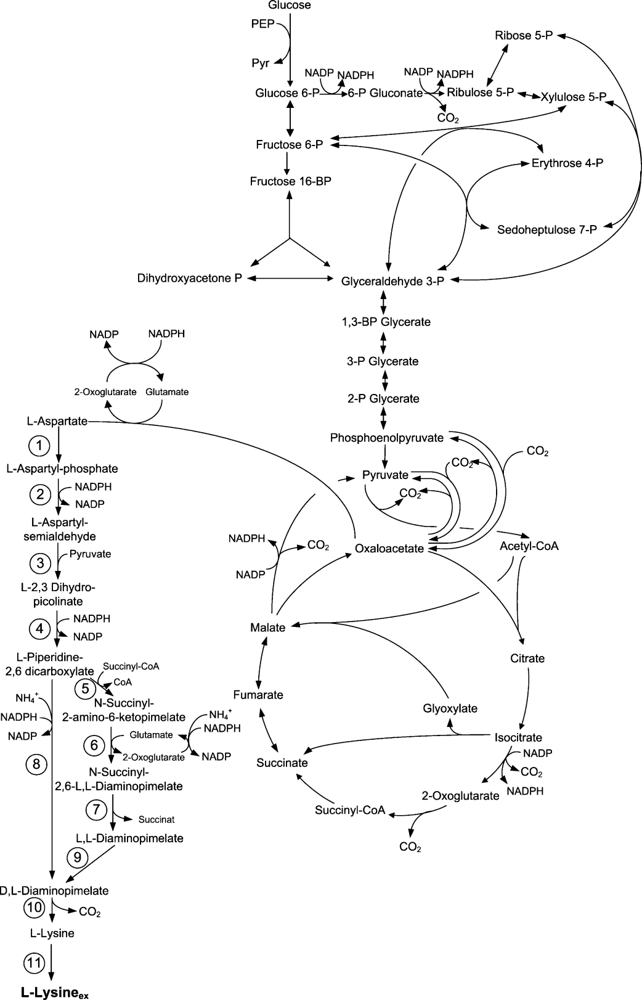 Glucose
PEP
Pyr
Ribose 5-P
NADP
NADPH
NADP
NADPH
Glucose 6-P
6-P Gluconate
Ribulose 5-P
Xylulose 5-P
CO2
Fructose 6-P
Erythrose 4-P
Fructose 16-BP
Sedoheptulose 7-P
Dihydroxyacetone P
Glyceraldehyde 3-P
1,3-BP Glycerate
3-P Glycerate
2-P Glycerate
Phosphoenolpyruvate
CO2
CO2
Pyruvate
CO2
NADP
NADPH
2-Oxoglutarate
Glutamate
L-Aspartate
1
L-Aspartyl-phosphate
2
NADPH
NADP
L-Aspartyl-
semialdehyde
3
Pyruvate
L-2,3 Dihydro-
picolinate
4
NADPH
NADP
L-Piperidine-
2,6 dicarboxylate
Succinyl-CoA
5
CoA
NH4+
NADPH
NADP
8
N-Succinyl-
2-amino-6-ketopimelate
NH4+
NADPH
6
Glutamate
2-Oxoglutarate
NADP
N-Succinyl-
2,6-L,L-Diaminopimelate
7
Succinat
L,L-Diaminopimelate
9
D,L-Diaminopimelate
10
CO2
L-Lysine
11
L-Lysineex
NADPH
CO2
NADP
Oxaloacetate
Acetyl-CoA
Malate
Citrate
Fumarate
Glyoxylate
Isocitrate
NADP
CO2
NADPH
Succinate
2-Oxoglutarate
Succinyl-CoA
CO2